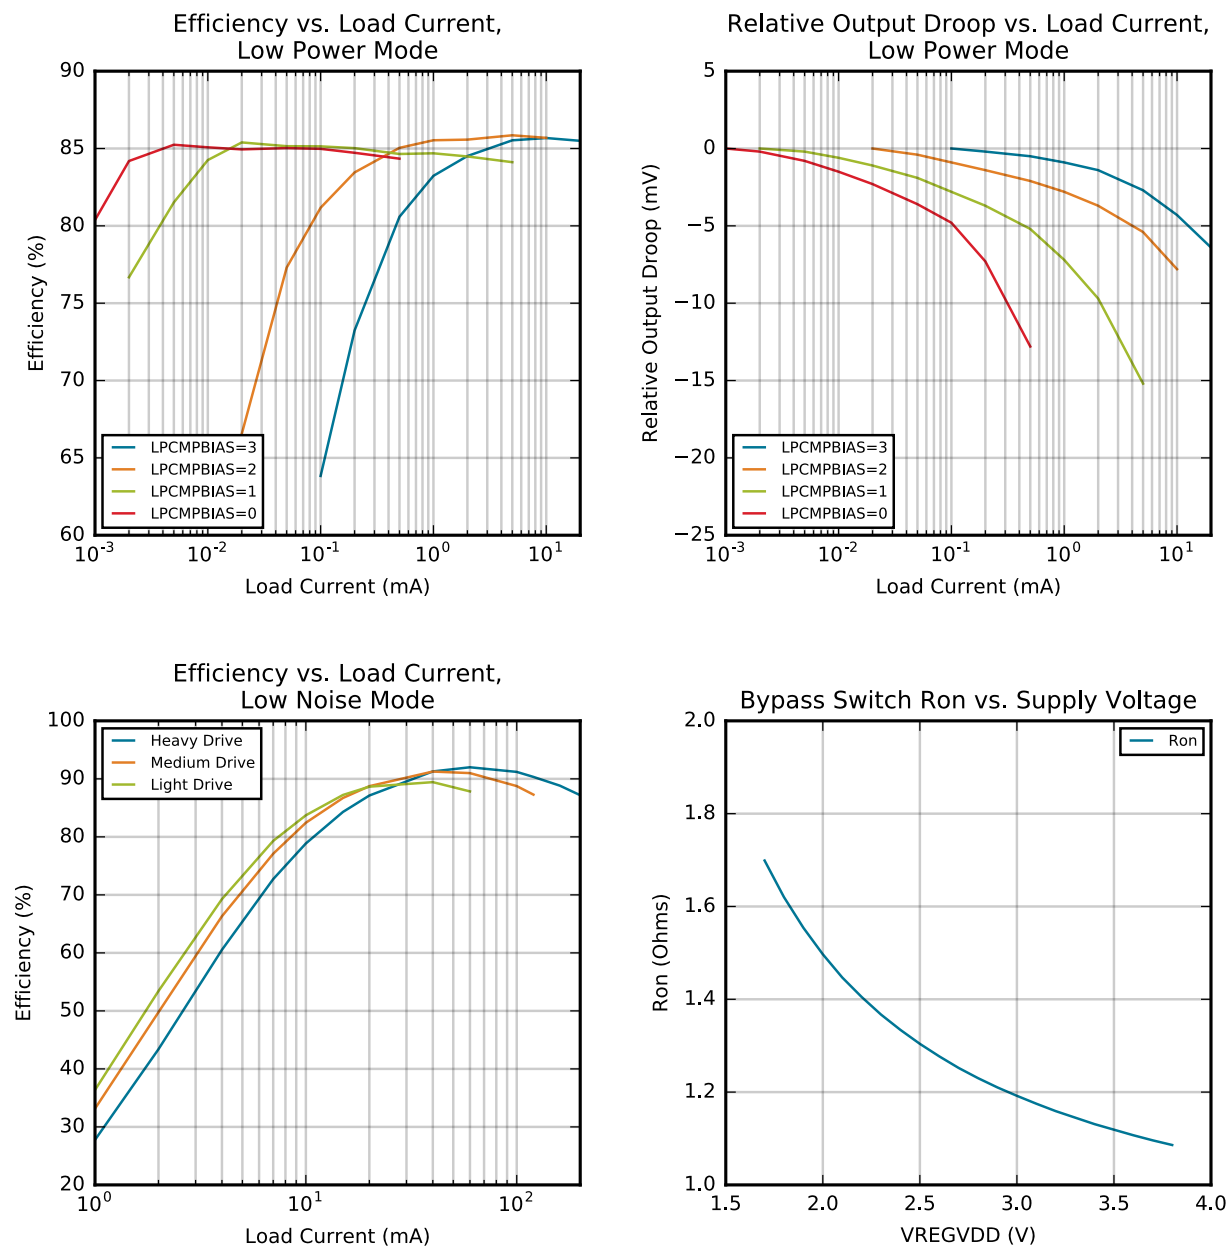 Efficiency vs. Load Current,
Low Power Mode
90
85
80
75
70
65
60
Efficiency (%)
LPCMPBIAS=3
LPCMPBIAS=2
LPCMPBIAS=1
LPCMPBIAS=0
10⁻³ 10⁻² 10⁻¹ 10⁰ 10¹
Load Current (mA)
Relative Output Droop vs. Load Current,
Low Power Mode
5
0
−5
−10
−15
−20
−25
Relative Output Droop (mV)
LPCMPBIAS=3
LPCMPBIAS=2
LPCMPBIAS=1
LPCMPBIAS=0
10⁻³ 10⁻² 10⁻¹ 10⁰ 10¹
Load Current (mA)
Efficiency vs. Load Current,
Low Noise Mode
100
90
80
70
60
50
40
30
20
Efficiency (%)
Heavy Drive
Medium Drive
Light Drive
10⁰ 10¹ 10²
Load Current (mA)
Bypass Switch Ron vs. Supply Voltage
2.0
1.8
1.6
1.4
1.2
1.0
Ron (Ohms)
Ron
1.5 2.0 2.5 3.0 3.5 4.0
VREGVDD (V)